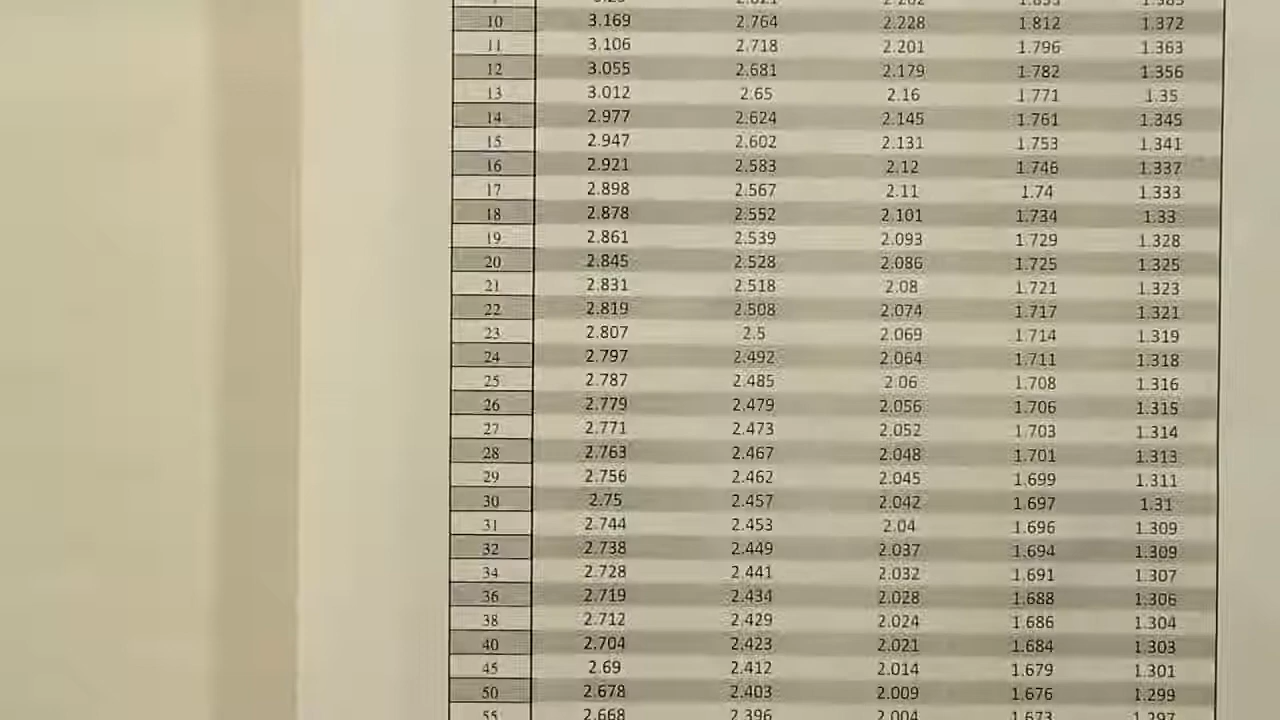 10 3.169 2.764 2.228 1.812 1.372
11 3.106 2.718 2.201 1.796 1.363
12 3.055 2.681 2.179 1.782 1.356
13 3.012 2.65 2.16 1.771 1.35
14 2.977 2.624 2.145 1.761 1.345
15 2.947 2.602 2.131 1.753 1.341
16 2.921 2.583 2.12 1.746 1.337
17 2.898 2.567 2.11 1.74 1.333
18 2.878 2.552 2.101 1.734 1.33
19 2.861 2.539 2.093 1.729 1.328
20 2.845 2.528 2.086 1.725 1.325
21 2.831 2.518 2.08 1.721 1.323
22 2.819 2.508 2.074 1.717 1.321
23 2.807 2.5 2.069 1.714 1.319
24 2.797 2.492 2.064 1.711 1.318
25 2.787 2.485 2.06 1.708 1.316
26 2.779 2.479 2.056 1.706 1.315
27 2.771 2.473 2.052 1.703 1.314
28 2.763 2.467 2.048 1.701 1.313
29 2.756 2.462 2.045 1.699 1.311
30 2.75 2.457 2.042 1.697 1.31
31 2.744 2.453 2.04 1.696 1.309
32 2.738 2.449 2.037 1.694 1.309
34 2.728 2.441 2.032 1.691 1.307
36 2.719 2.434 2.028 1.688 1.306
38 2.712 2.429 2.024 1.686 1.304
40 2.704 2.423 2.021 1.684 1.303
45 2.69 2.412 2.014 1.679 1.301
50 2.678 2.403 2.009 1.676 1.299
55 2.668 2.396 2.004 1.673 1.297